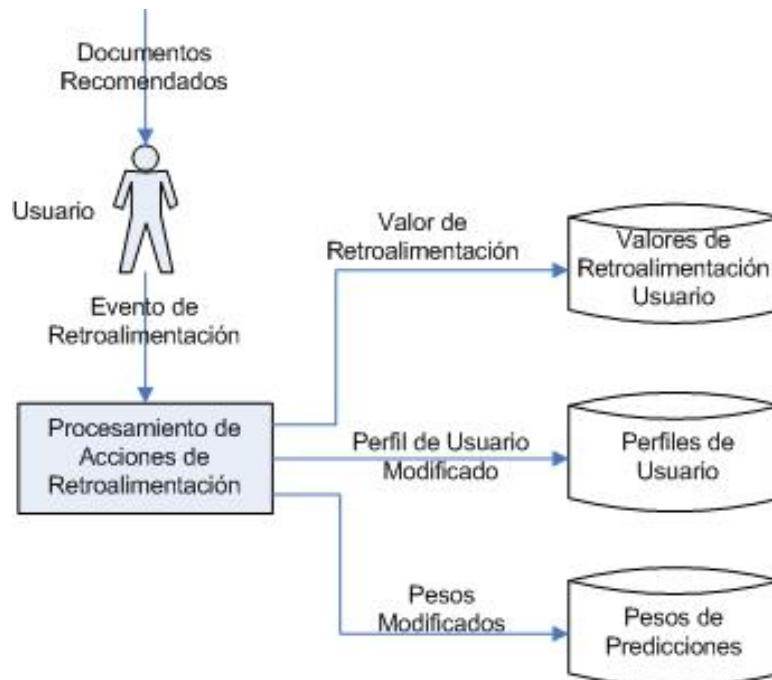 Documentos
Recomendados
Usuario
Evento de
Retroalimentación
Procesamiento de
Acciones de
Retroalimentación
Valor de
Retroalimentación
Valores de
Retroalimentación
Usuario
Perfil de Usuario
Modificado
Perfiles de
Usuario
Pesos
Modificados
Pesos de
Predicciones